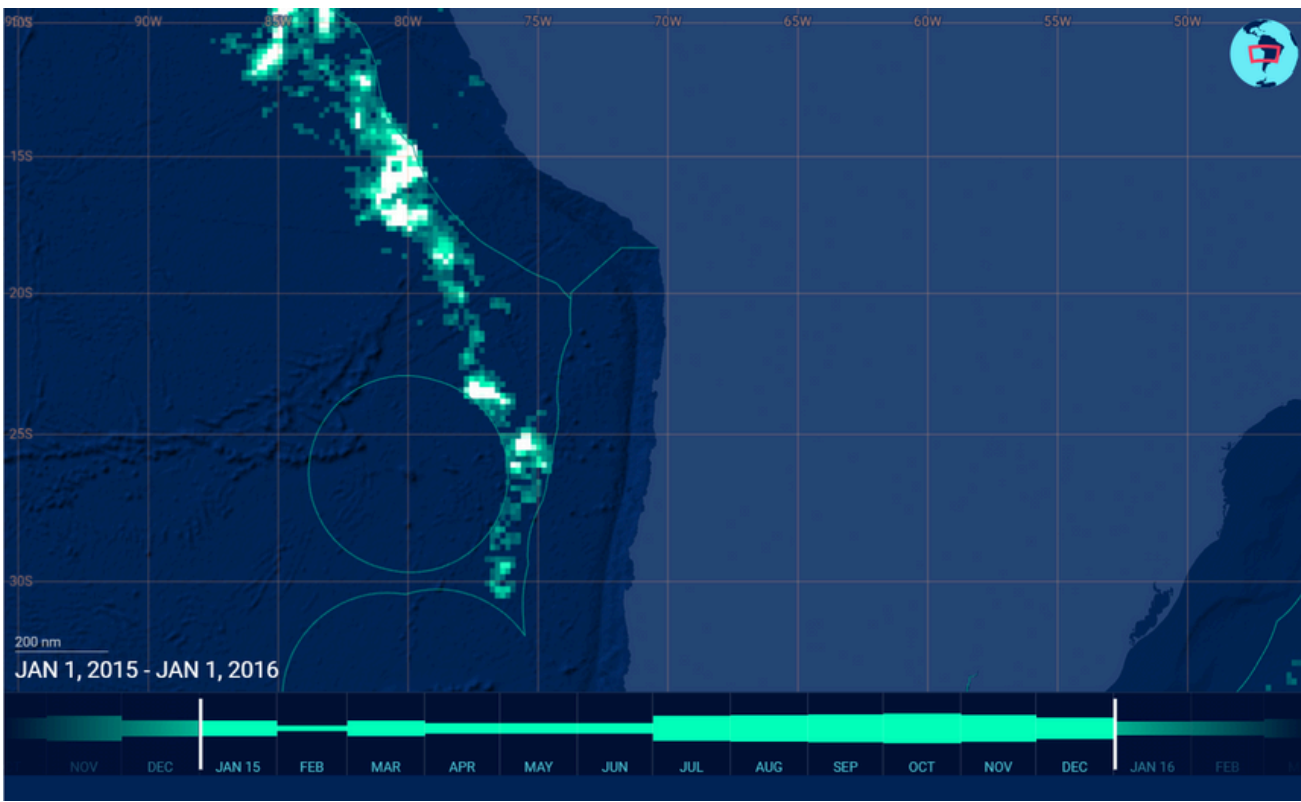 95W 90W 85W 80W 75W 70W 65W 60W 55W 50W
10S
15S
20S
25S
30S
200 nm
JAN 1, 2015 - JAN 1, 2016
NOV DEC JAN 15 FEB MAR APR MAY JUN JUL AUG SEP OCT NOV DEC JAN 16 FEB